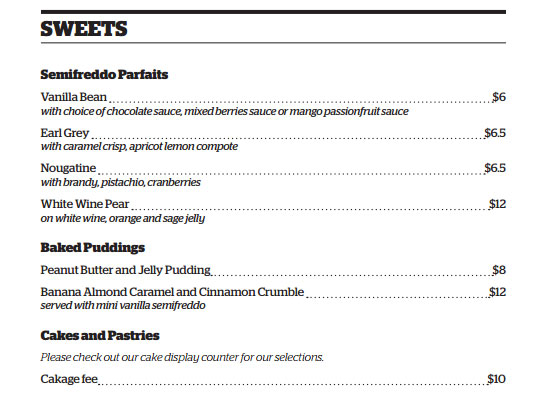 SWEETS
Semifreddo Parfaits
Vanilla Bean $6
with choice of chocolate sauce, mixed berries sauce or mango passionfruit sauce
Earl Grey $6.5
with caramel crisp, apricot lemon compote
Nougatine $6.5
with brandy, pistachio, cranberries
White Wine Pear $12
on white wine, orange and sage jelly
Baked Puddings
Peanut Butter and Jelly Pudding $8
Banana Almond Caramel and Cinnamon Crumble $12
served with mini vanilla semifreddo
Cakes and Pastries
Please check out our cake display counter for our selections.
Cakage fee $10